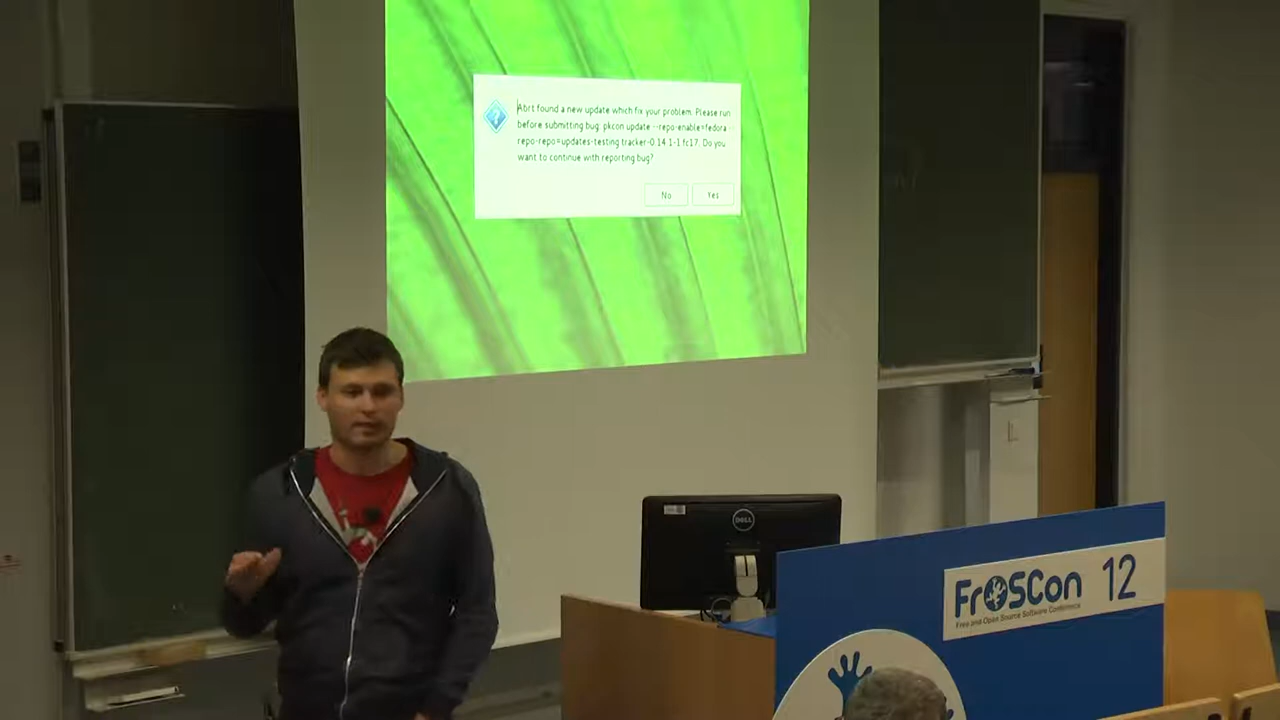 Abrt found a new update which fix your problem. Please run
before submitting bug: pkcon update --repo-enable=fedora --
repo-repo=updates-testing tracker-0.14.1-1.fc17. Do you
want to continue with reporting bug?
No
Yes
DELL
FrOSCon 12
Free and Open Source Software Conference